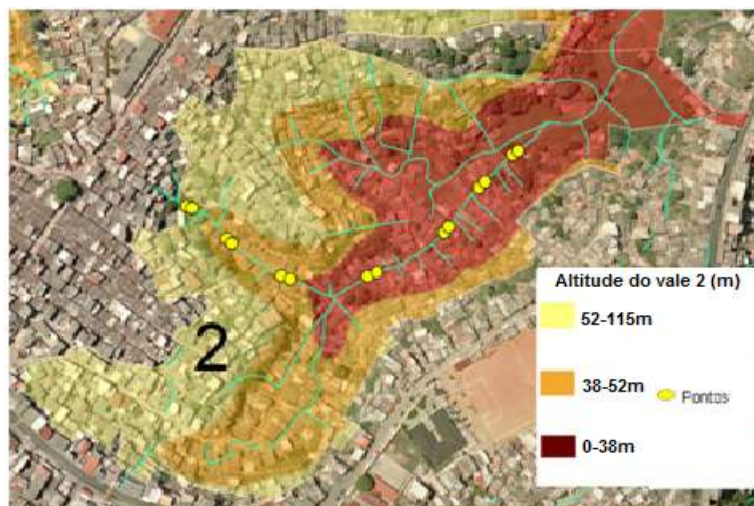 2
Altitude do vale 2 (m)
52-115m
38-52m
Pontos
0-38m